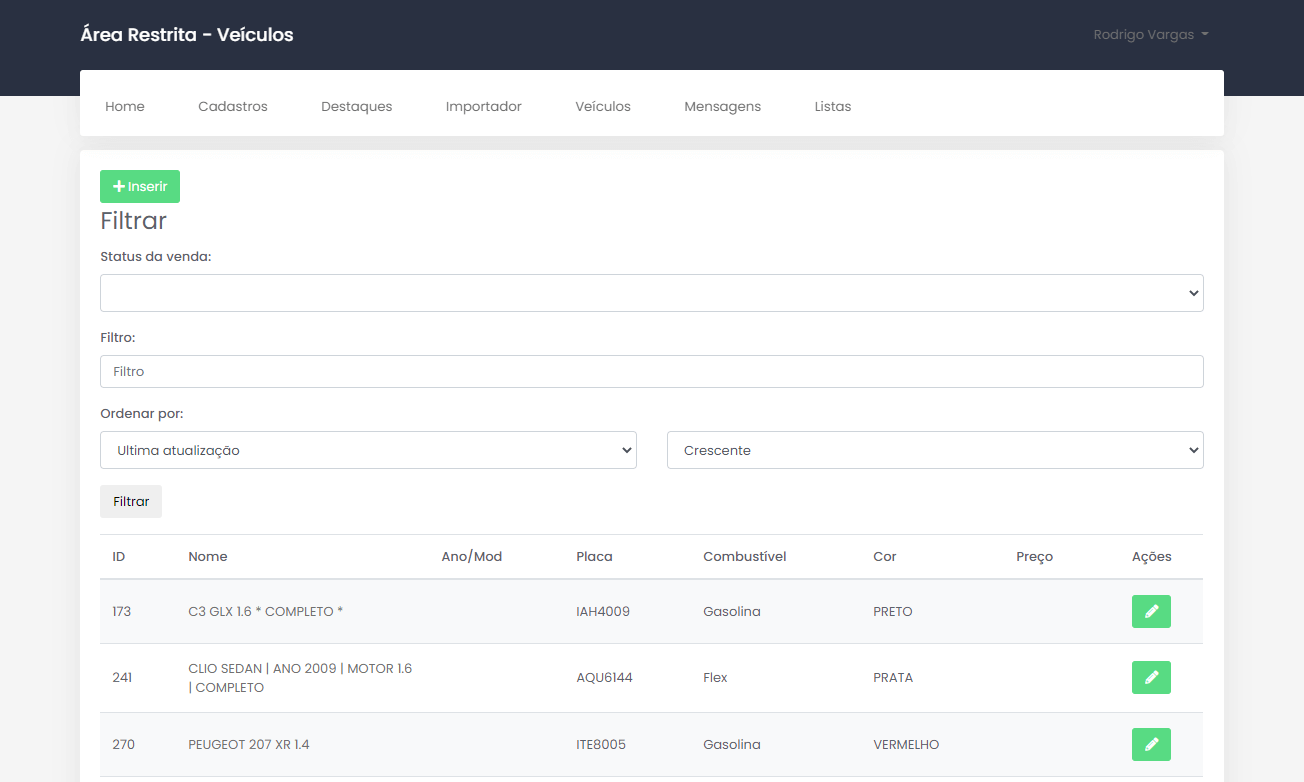 Área Restrita - Veículos
Rodrigo Vargas
Home Cadastros Destaques Importador Veículos Mensagens Listas
Inserir
Filtrar
Status da venda:
Filtro:
Filtro
Ordenar por:
Ultima atualização Crescente
Filtrar
ID Nome Ano/Mod Placa Combustível Cor Preço Ações
173 C3 GLX 1.6 * COMPLETO * IAH4009 Gasolina PRETO
CLIO SEDAN | ANO 2009 | MOTOR 1.6
241 AQU6144 Flex PRATA
| COMPLETO
270 PEUGEOT 207 XR 1.4 ITE8005 Gasolina VERMELHO